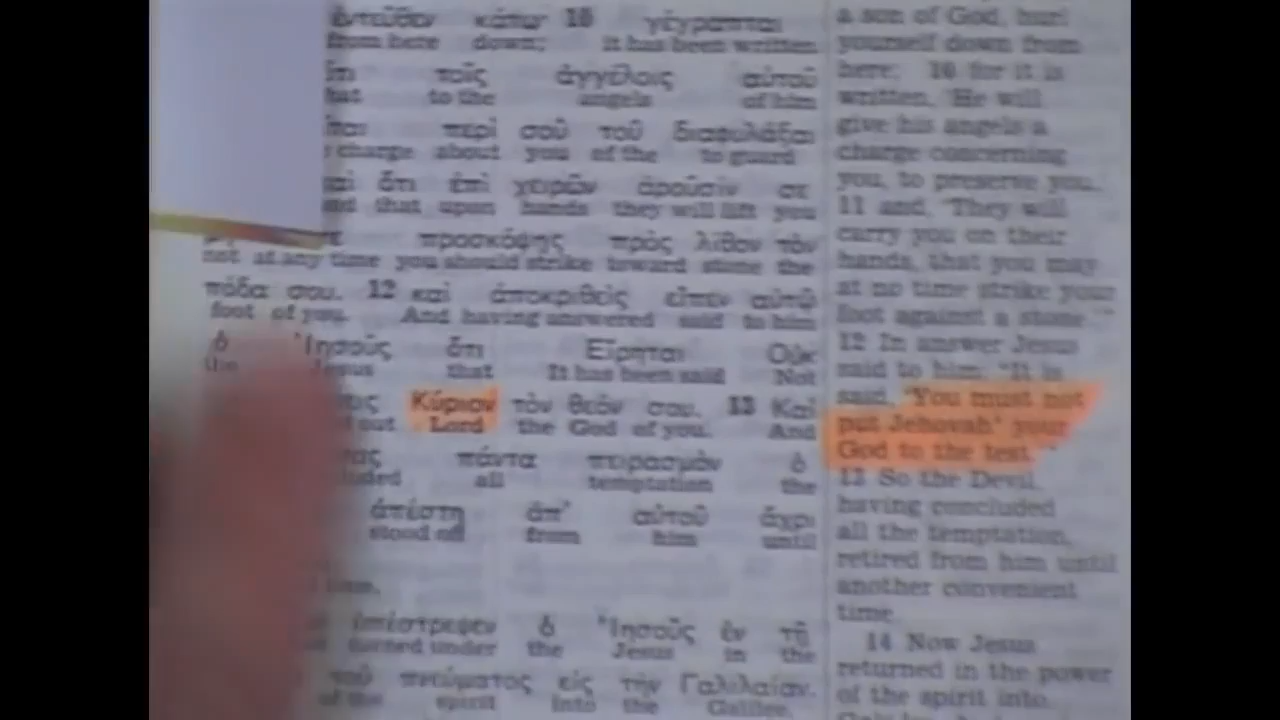 ἐντεῦθεν κάτω· 10 γέγραπται
from here down; it has been written
ὅτι τοῖς ἀγγέλοις αὐτοῦ
that to the angels of him
περὶ σοῦ τοῦ διαφυλάξαι
charge about you of the to guard
καὶ ὅτι ἐπὶ χειρῶν ἀροῦσίν σε
and that upon hands they will lift you
προσκόψῃς πρὸς λίθον τὸν
not at any time you should strike toward stone the
πόδα σου. 12 καὶ ἀποκριθεὶς εἶπεν αὐτῷ
foot of you. And having answered said to him
ὁ Ἰησοῦς ὅτι Εἴρηται Οὐκ
the Jesus that It has been said Not
Κύριον τὸν θεόν σου. 13 Καὶ
out Lord the God of you. And
πάντα πειρασμὸν ὁ
all temptation the
ἀπέστη ἀπ' αὐτοῦ ἄχρι
stood off from him until
time.
ὑπέστρεψεν ὁ Ἰησοῦς ἐν τῇ
turned under the Jesus in the
τοῦ πνεύματος εἰς τὴν Γαλιλαίαν.
of the spirit into the Galilee.
a son of God, hurl
yourself down from
here; 10 for it is
written, 'He will
give his angels a
charge concerning
you, to preserve you,'
11 and, 'They will
carry you on their
hands, that you may
at no time strike your
foot against a stone.'"
12 In answer Jesus
said to him: "It is
said, 'You must not
put Jehovah* your
God to the test.'"
13 So the Devil,
having concluded
all the temptation,
retired from him until
another convenient
time.
14 Now Jesus
returned in the power
of the spirit into